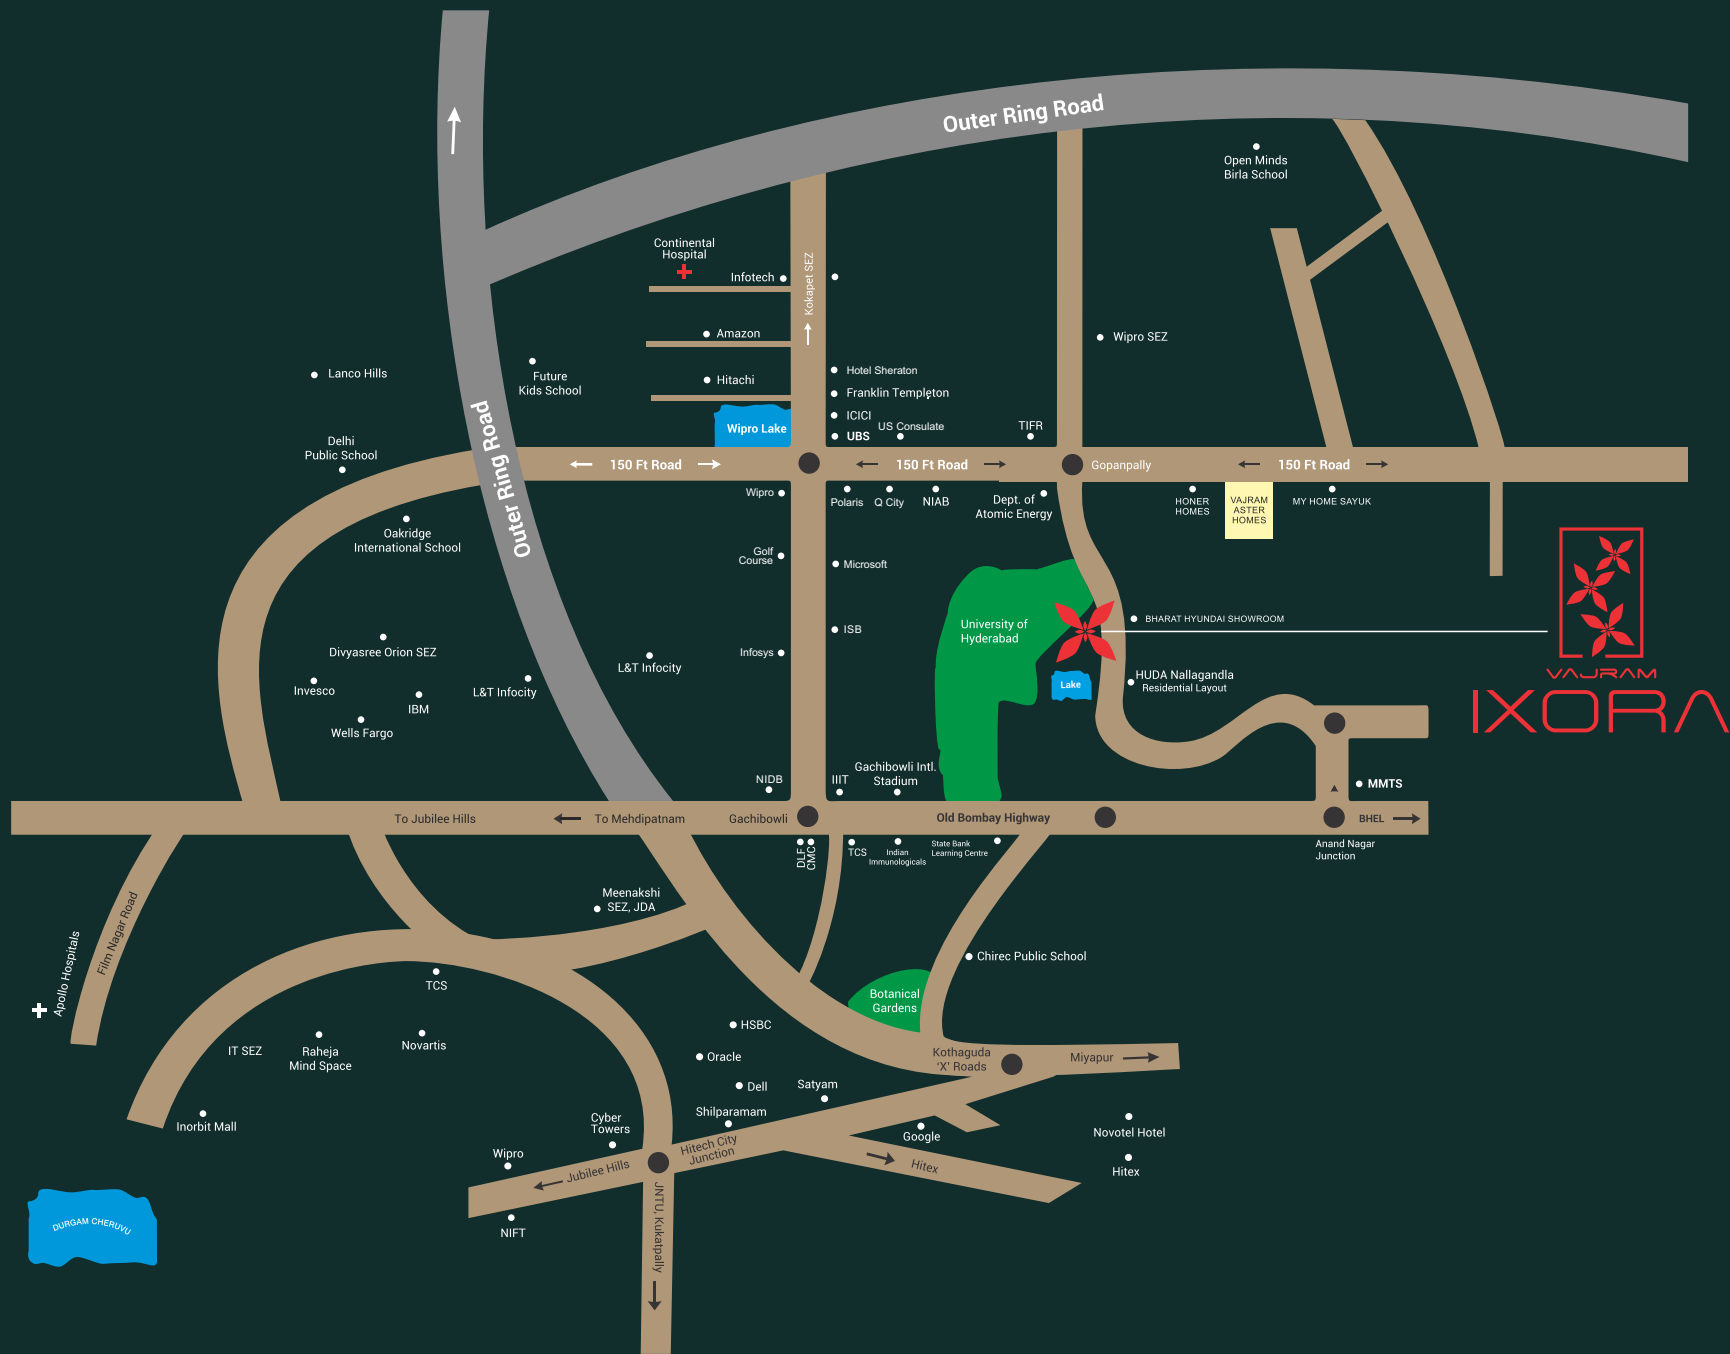 Outer Ring Road
Open Minds
Birla School
Continental
Hospital
Infotech
Kokapet SEZ
Amazon
Wipro SEZ
Hotel Sheraton
Lanco Hills
Future
Kids School
Hitachi
Franklin Templeton
ICICI
US Consulate
TIFR
Wipro Lake
UBS
Delhi
Public School
Outer Ring Road
150 Ft Road
150 Ft Road
Gopanpally
150 Ft Road
Wipro
Polaris
Q City
NIAB
Dept. of
Atomic Energy
HONER
HOMES
VAJRAM
ASTER
HOMES
MY HOME SAYUK
Oakridge
International School
Golf
Course
Microsoft
University of
Hyderabad
BHARAT HYUNDAI SHOWROOM
ISB
Divyasree Orion SEZ
Infosys
L&T Infocity
HUDA Nallagandla
Residential Layout
Lake
VAJRAM
IXORA
Invesco
L&T Infocity
IBM
Wells Fargo
NIDB
IIIT
Gachibowli Intl.
Stadium
MMTS
To Jubilee Hills
To Mehdipatnam
Gachibowli
Old Bombay Highway
BHEL
DLF
CMC
TCS
Indian
Immunologicals
State Bank
Learning Centre
Anand Nagar
Junction
Meenakshi
SEZ, JDA
Film Nagar Road
Apollo Hospitals
Chirec Public School
TCS
Botanical
Gardens
HSBC
IT SEZ
Raheja
Mind Space
Novartis
Oracle
Kothaguda
'X' Roads
Miyapur
Dell
Satyam
Inorbit Mall
Shilparamam
Cyber
Towers
Google
Novotel Hotel
Wipro
Hitech City
Junction
Jubilee Hills
Hitex
Hitex
JNTU, Kukatpally
NIFT
DURGAM CHERUVU